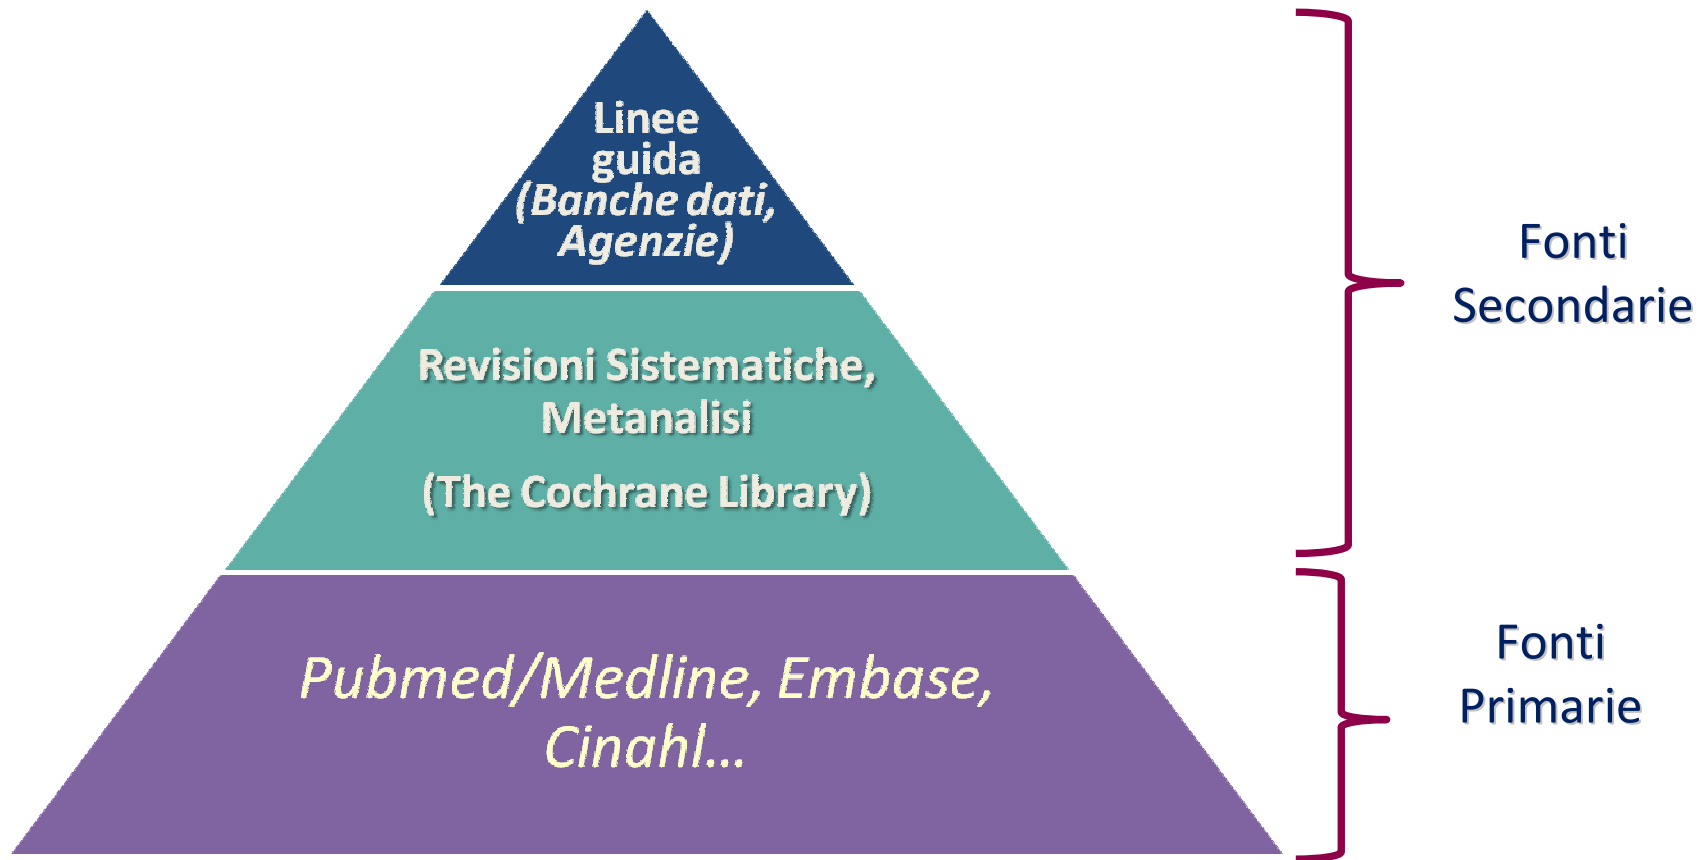 Linee
guida
(Banche dati,
Agenzie)
Revisioni Sistematiche,
Metanalisi
(The Cochrane Library)
Pubmed/Medline, Embase,
Cinahl...
Fonti
Secondarie
Fonti
Primarie